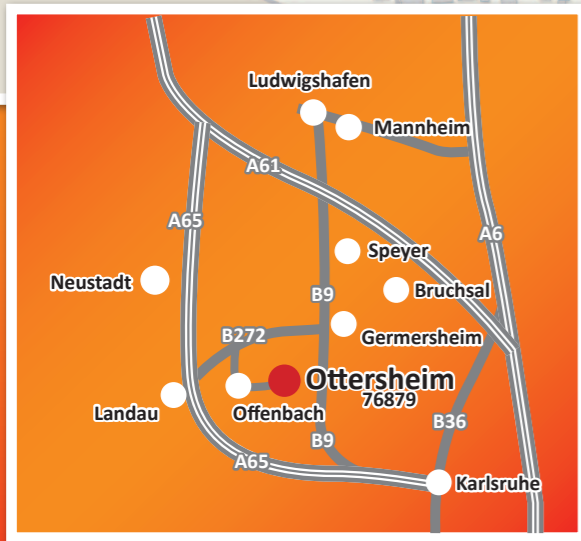 Ludwigshafen
Mannheim
A61
A65
A6
Speyer
Neustadt
Bruchsal
B9
Germersheim
B272
Ottersheim
76879
Landau
Offenbach
B36
B9
A65
Karlsruhe